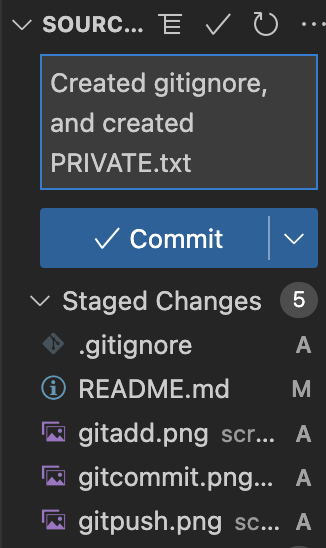 SOURC...
Created gitignore,
and created
PRIVATE.txt
Commit
Staged Changes 5
.gitignore A
README.md M
gitadd.png scr... A
gitcommit.png... A
gitpush.png sc... A